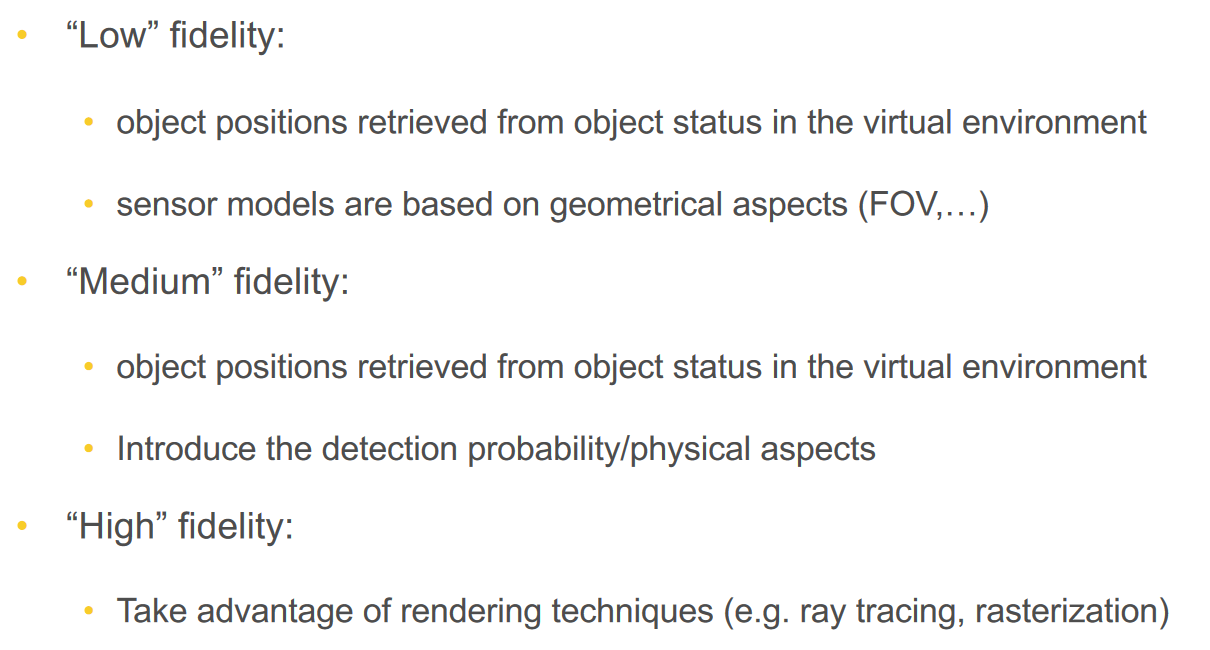 • “Low” fidelity:
• object positions retrieved from object status in the virtual environment
• sensor models are based on geometrical aspects (FOV,…)
• “Medium” fidelity:
• object positions retrieved from object status in the virtual environment
• Introduce the detection probability/physical aspects
• “High” fidelity:
• Take advantage of rendering techniques (e.g. ray tracing, rasterization)